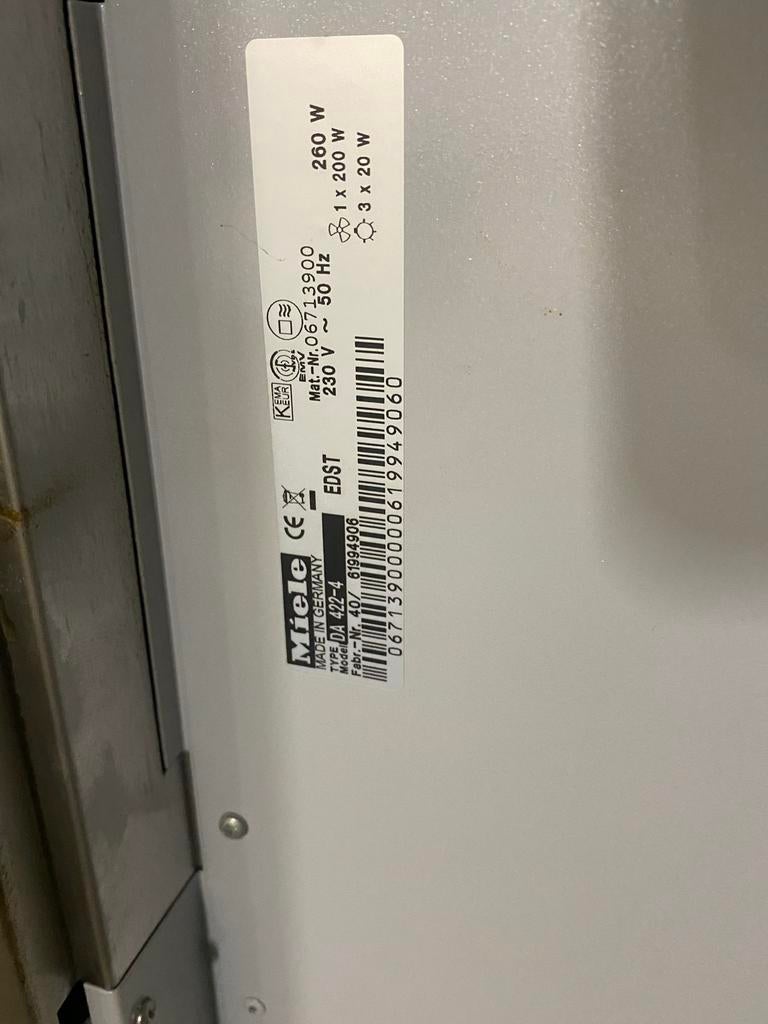 Miele
MADE IN GERMANY
TYPE
Model DA 422-4 EDST
Fabr.-Nr. 40/ 61994906
CE
KEMA
KEUR
EMV
Mat.-Nr. 06713900
230 V ~ 50 Hz
260 W
1 x 200 W
3 x 20 W
067139000000619949060